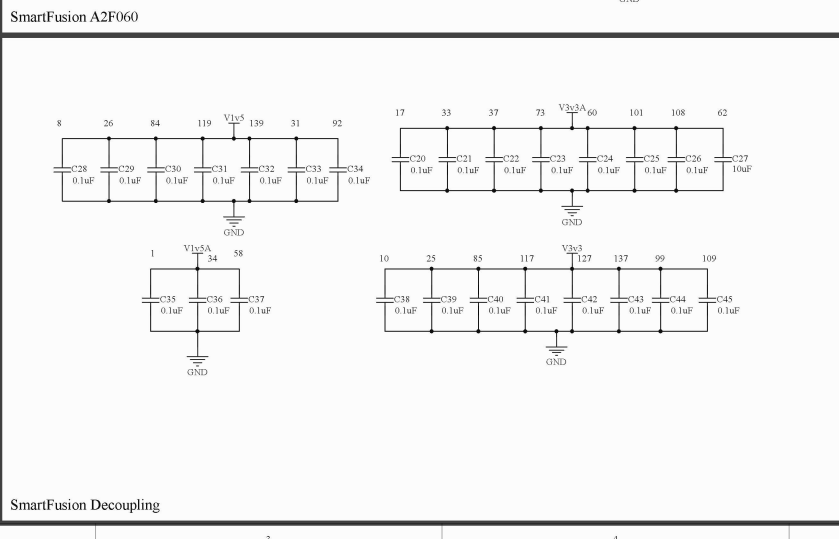 GND
SmartFusion A2F060
8 26 84 119 V1v5 139 31 92
C28 C29 C30 C31 C32 C33 C34
0.1uF 0.1uF 0.1uF 0.1uF 0.1uF 0.1uF 0.1uF
GND
17 33 37 73 V3v3A 60 101 108 62
C20 C21 C22 C23 C24 C25 C26 C27
0.1uF 0.1uF 0.1uF 0.1uF 0.1uF 0.1uF 0.1uF 10uF
GND
1 V1v5A 34 58
C35 C36 C37
0.1uF 0.1uF 0.1uF
GND
10 25 85 117 V3v3 127 137 99 109
C38 C39 C40 C41 C42 C43 C44 C45
0.1uF 0.1uF 0.1uF 0.1uF 0.1uF 0.1uF 0.1uF 0.1uF
GND
SmartFusion Decoupling